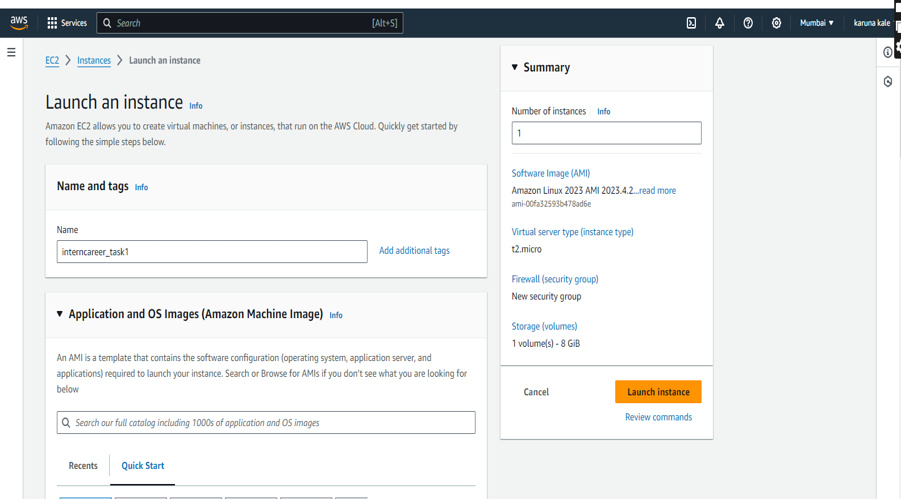 aws
Services
Search
[Alt+S]
Mumbai ▼
karuna kale
EC2 > Instances > Launch an instance
Launch an instance Info
Amazon EC2 allows you to create virtual machines, or instances, that run on the AWS Cloud. Quickly get started by
following the simple steps below.
Name and tags Info
Name
interncareer_task1
Add additional tags
▼ Application and OS Images (Amazon Machine Image) Info
An AMI is a template that contains the software configuration (operating system, application server, and
applications) required to launch your instance. Search or Browse for AMIs if you don't see what you are looking for
below
Search our full catalog including 1000s of application and OS images
Recents
Quick Start
▼ Summary
Number of instances Info
1
Software Image (AMI)
Amazon Linux 2023 AMI 2023.4.2...read more
ami-00fa32593b478ad6e
Virtual server type (instance type)
t2.micro
Firewall (security group)
New security group
Storage (volumes)
1 volume(s) - 8 GiB
Cancel
Launch instance
Review commands